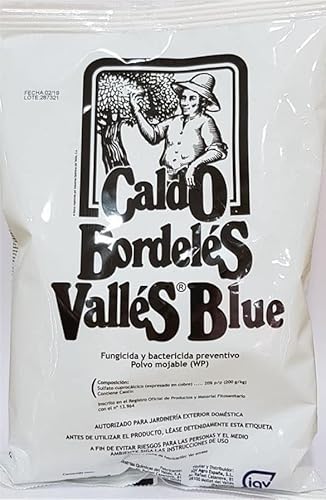 FECHA:02/19
LOTE:287321
Caldo
Bordelés
Vallés® Blue
Fungicida y bactericida preventivo
Polvo mojable (WP)
Composición:
Sulfato cuprocálcico (expresado en cobre) ..... 20% p/p (200 g/kg)
Contiene Caolín
Inscrito en el Registro Oficial de Productos y Material Fitosanitario
con el nº 13.964
AUTORIZADO PARA JARDINERÍA EXTERIOR DOMÉSTICA
ANTES DE UTILIZAR EL PRODUCTO, LÉASE DETENIDAMENTE ESTA ETIQUETA
A FIN DE EVITAR RIESGOS PARA LAS PERSONAS Y EL MEDIO
AMBIENTE SIGA LAS INSTRUCCIONES DE USO
iqv